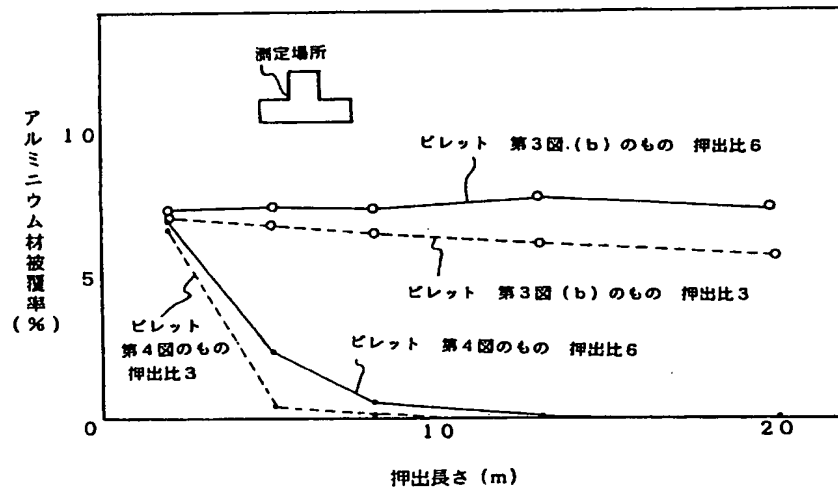 測定場所
アルミニウム材被覆率(%)
10
5
0
ビレット 第3図.(b)のもの 押出比6
ビレット 第3図(b)のもの 押出比3
ビレット
第4図のもの
押出比3
ビレット 第4図のもの 押出比6
10
20
押出長さ(m)